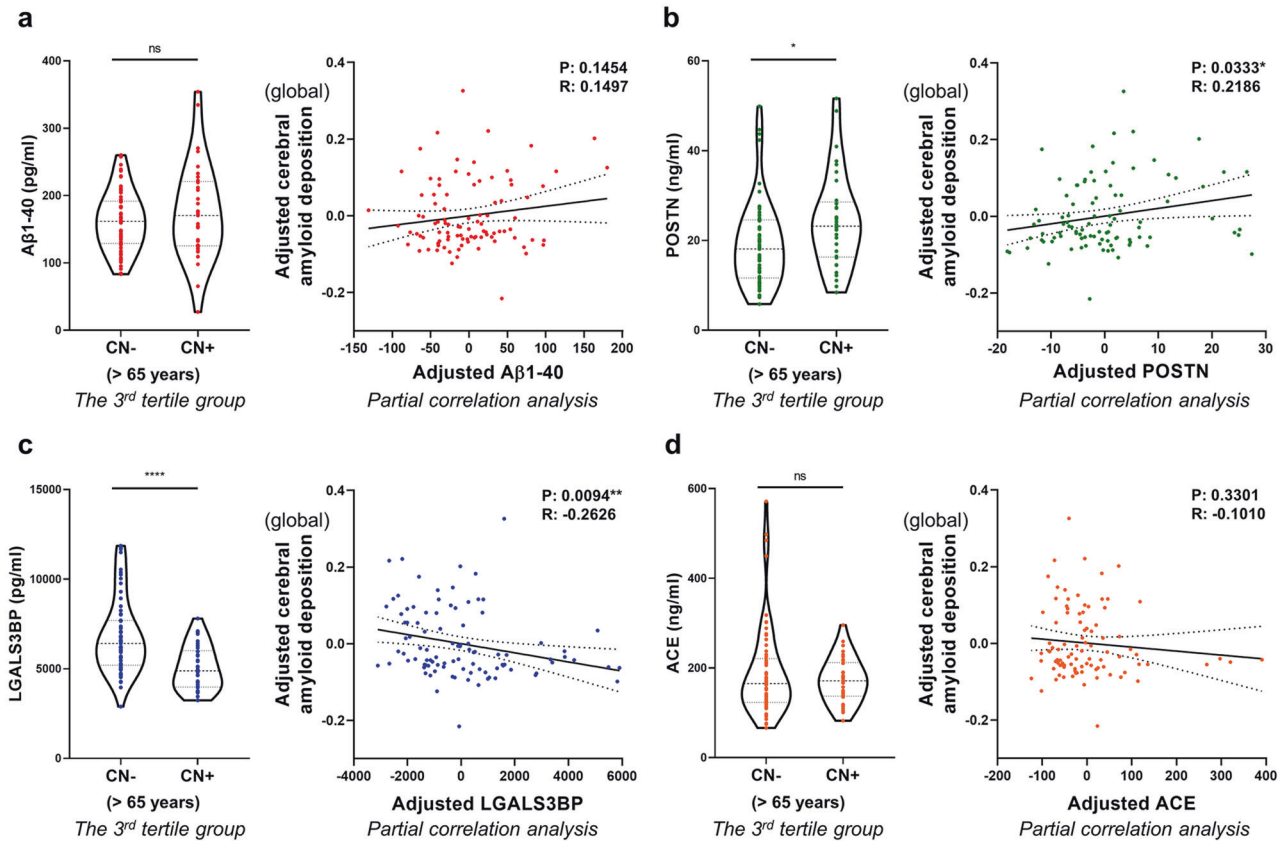 a
ns
Aβ1-40 (pg/ml)
400
300
200
100
0
CN-
CN+
(> 65 years)
The 3rd tertile group
(global)
Adjusted cerebral
amyloid deposition
0.4
0.2
0.0
-0.2
P: 0.1454
R: 0.1497
-150 -100 -50 0 50 100 150 200
Adjusted Aβ1-40
Partial correlation analysis
b
*
POSTN (ng/ml)
60
40
20
0
CN-
CN+
(> 65 years)
The 3rd tertile group
(global)
Adjusted cerebral
amyloid deposition
0.4
0.2
0.0
-0.2
P: 0.0333*
R: 0.2186
-20 -10 0 10 20 30
Adjusted POSTN
Partial correlation analysis
c
****
LGALS3BP (pg/ml)
15000
10000
5000
0
CN-
CN+
(> 65 years)
The 3rd tertile group
(global)
Adjusted cerebral
amyloid deposition
0.4
0.2
0.0
-0.2
P: 0.0094**
R: -0.2626
-4000 -2000 0 2000 4000 6000
Adjusted LGALS3BP
Partial correlation analysis
d
ns
ACE (ng/ml)
600
400
200
0
CN-
CN+
(> 65 years)
The 3rd tertile group
(global)
Adjusted cerebral
amyloid deposition
0.4
0.2
0.0
-0.2
P: 0.3301
R: -0.1010
-200 -100 0 100 200 300 400
Adjusted ACE
Partial correlation analysis